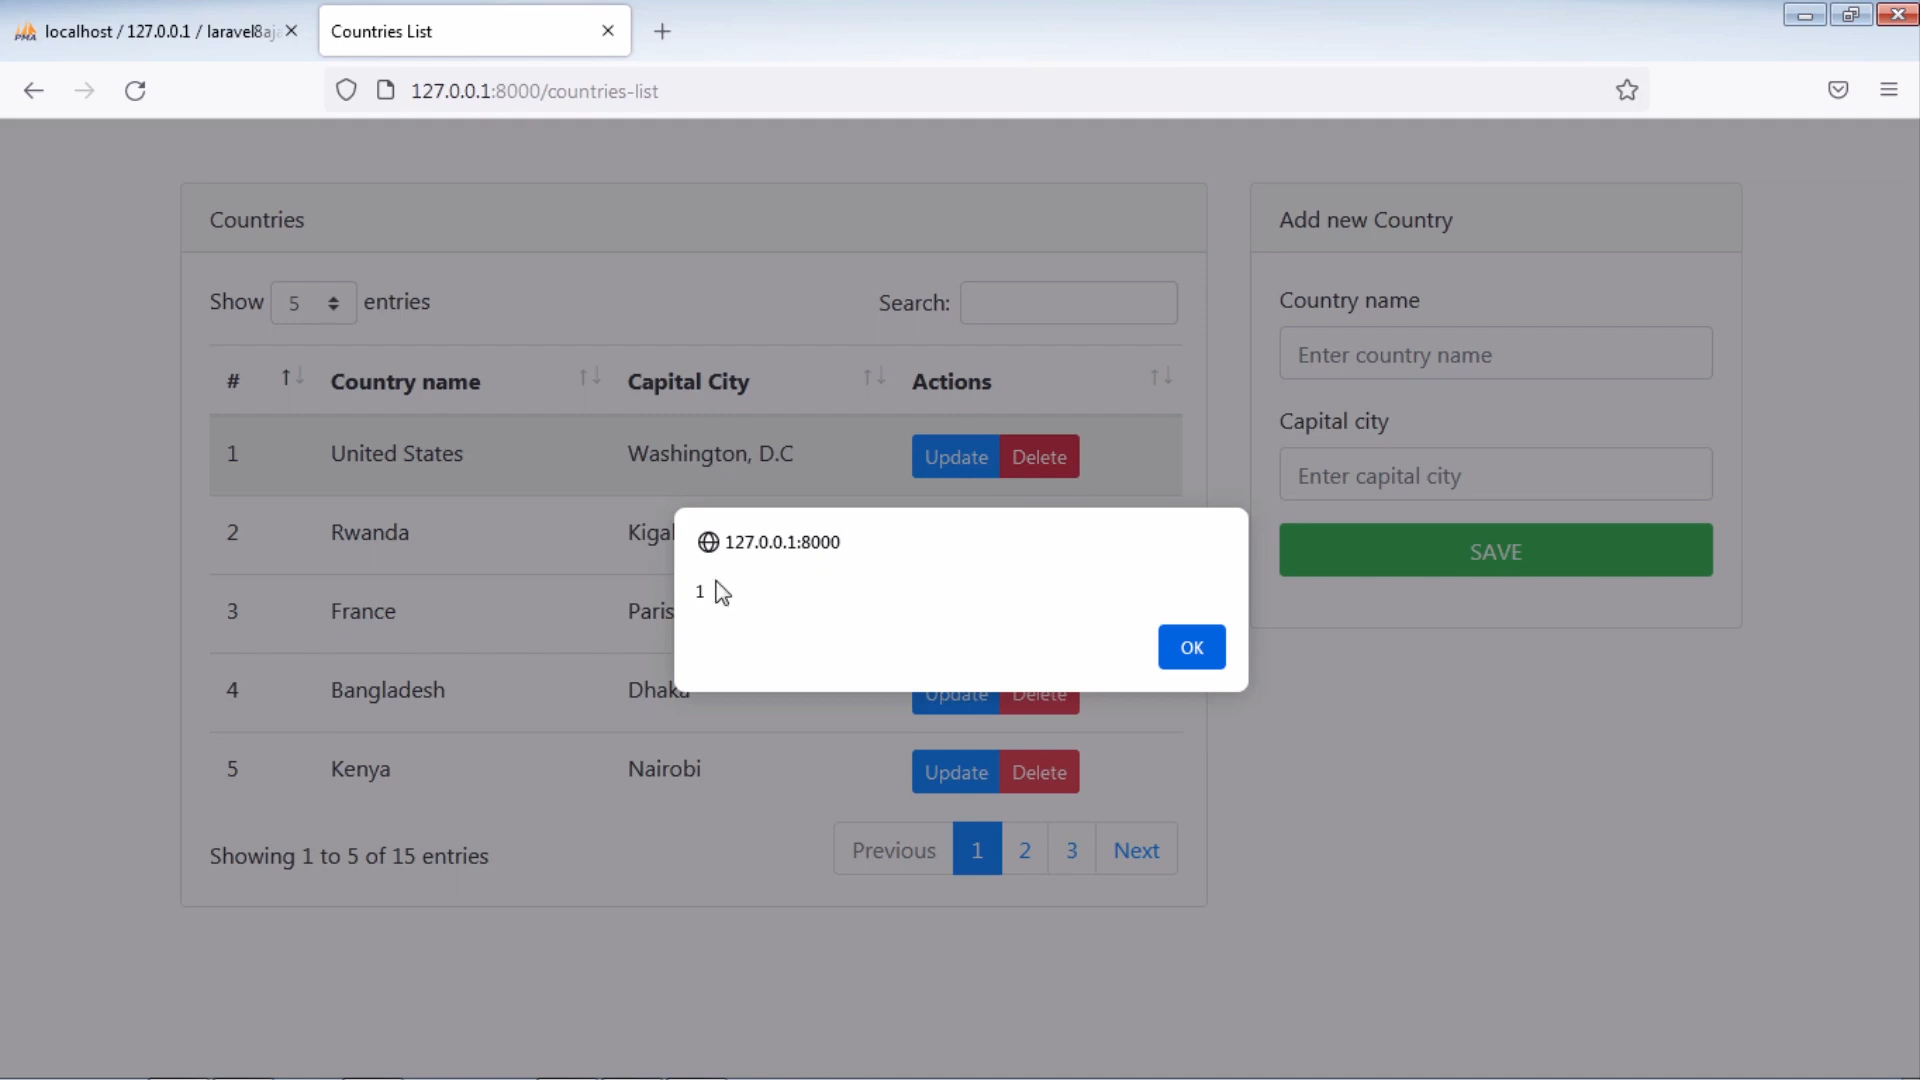 localhost / 127.0.0.1 / laravel8aja
Countries List
127.0.0.1:8000/countries-list
Countries
Show 5 entries
Search:
# Country name Capital City Actions
1 United States Washington, D.C Update Delete
2 Rwanda
3 France Paris
4 Bangladesh Dhaka Update Delete
5 Kenya Nairobi Update Delete
Showing 1 to 5 of 15 entries
Previous 1 2 3 Next
127.0.0.1:8000
1
OK
Add new Country
Country name
Enter country name
Capital city
Enter capital city
SAVE